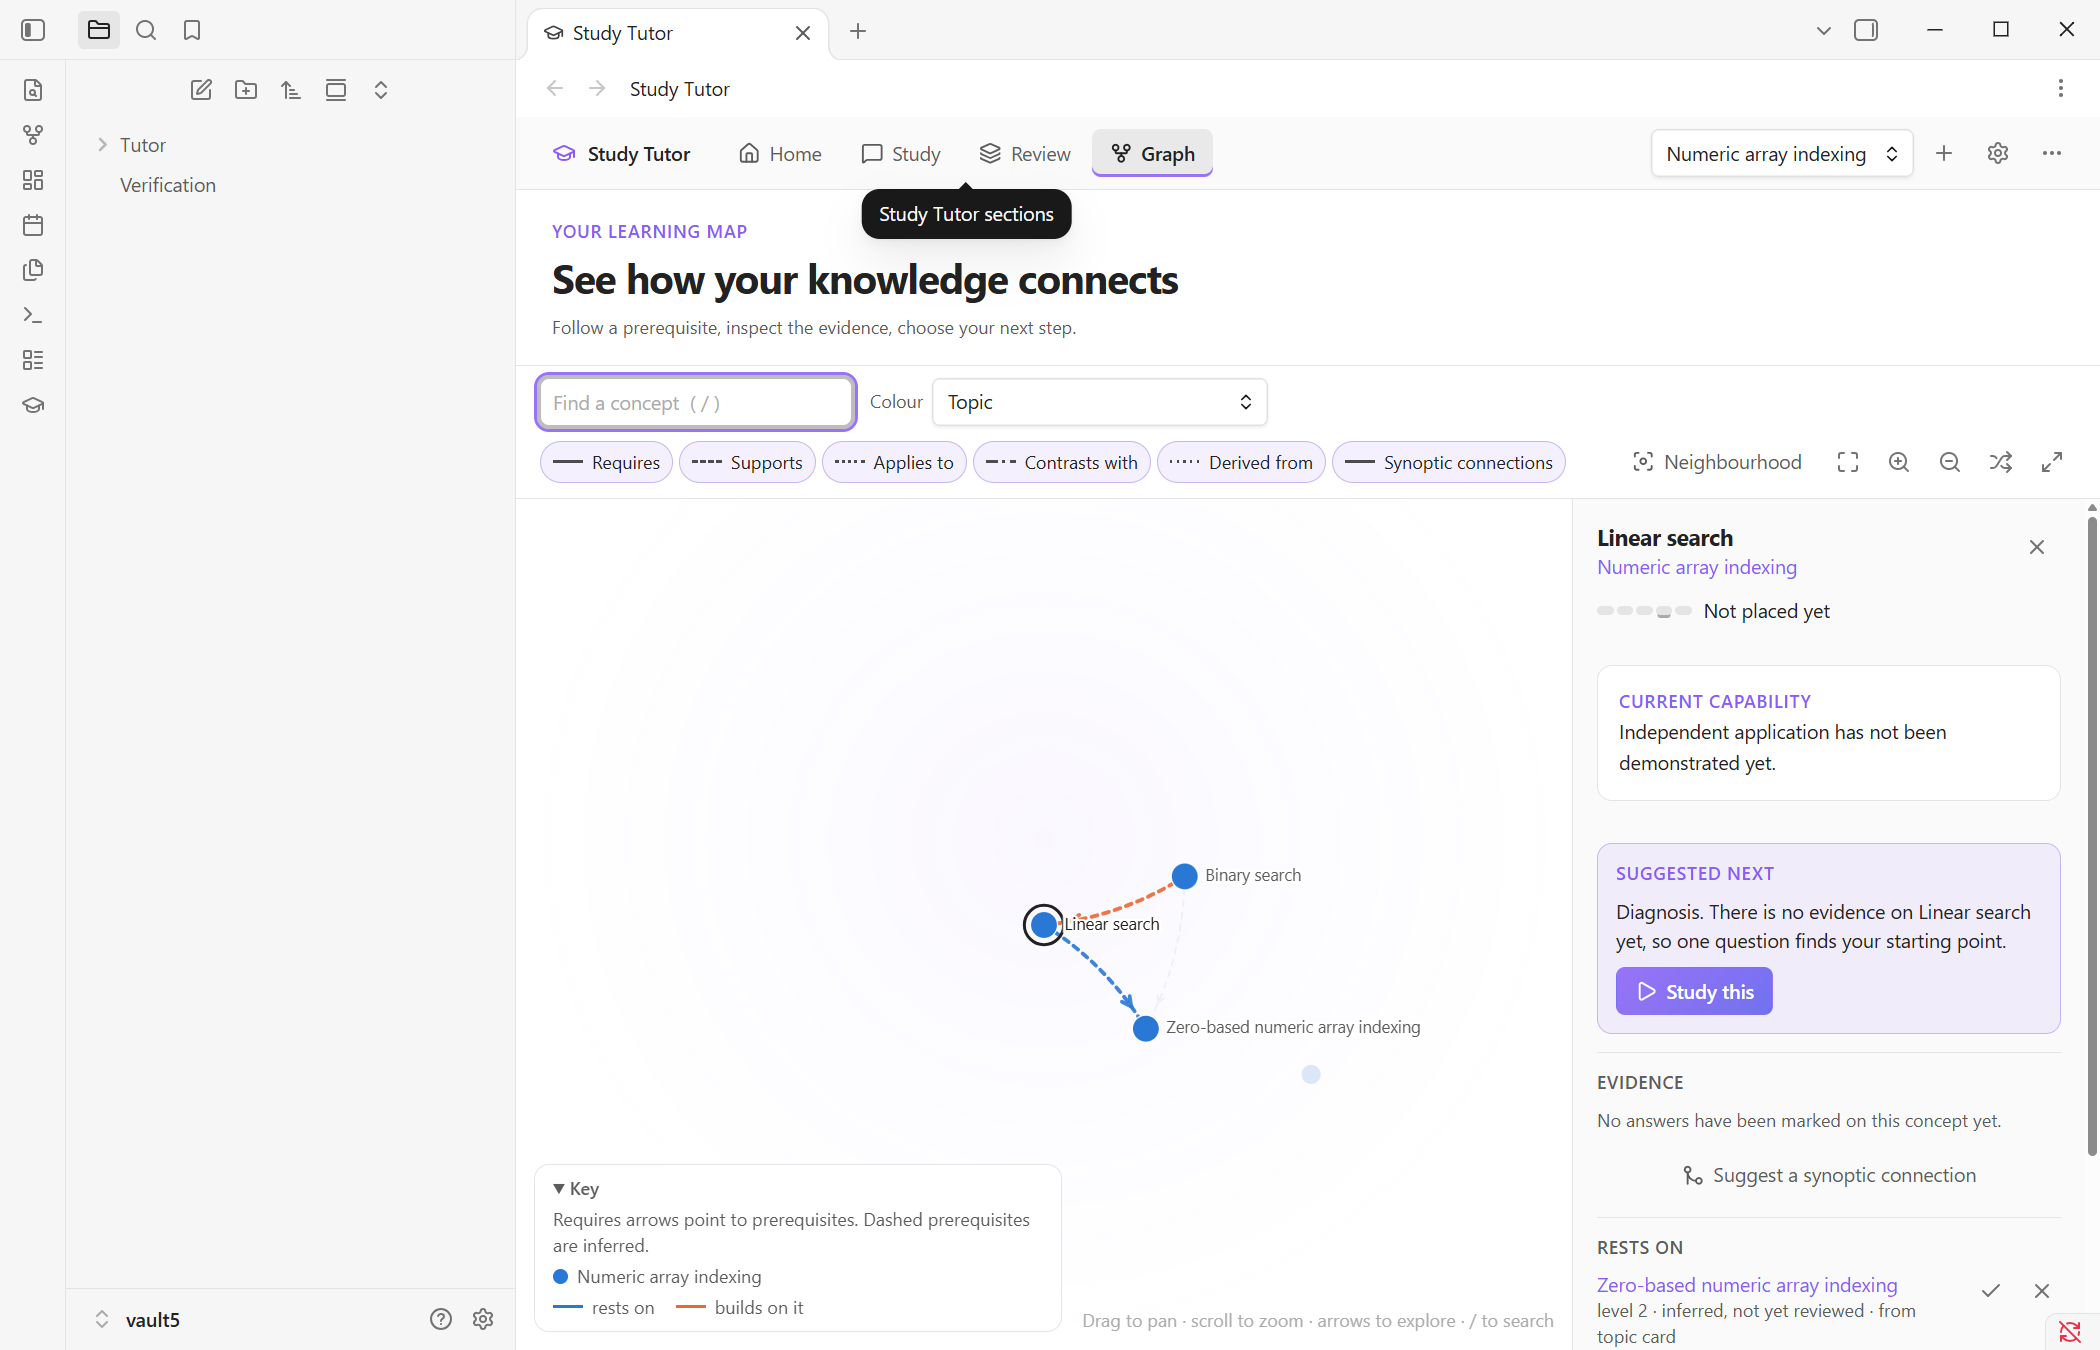 Study Tutor
Study Tutor
Tutor
Verification
Study Tutor
Home
Study
Review
Graph
Numeric array indexing
Study Tutor sections
YOUR LEARNING MAP
See how your knowledge connects
Follow a prerequisite, inspect the evidence, choose your next step.
Find a concept ( / )
Colour
Topic
Requires
Supports
Applies to
Contrasts with
Derived from
Synoptic connections
Neighbourhood
Binary search
Linear search
Zero-based numeric array indexing
Key
Requires arrows point to prerequisites. Dashed prerequisites
are inferred.
Numeric array indexing
rests on
builds on it
Drag to pan · scroll to zoom · arrows to explore · / to search
Linear search
Numeric array indexing
Not placed yet
CURRENT CAPABILITY
Independent application has not been
demonstrated yet.
SUGGESTED NEXT
Diagnosis. There is no evidence on Linear search
yet, so one question finds your starting point.
Study this
EVIDENCE
No answers have been marked on this concept yet.
Suggest a synoptic connection
RESTS ON
Zero-based numeric array indexing
level 2 · inferred, not yet reviewed · from
topic card
vault5